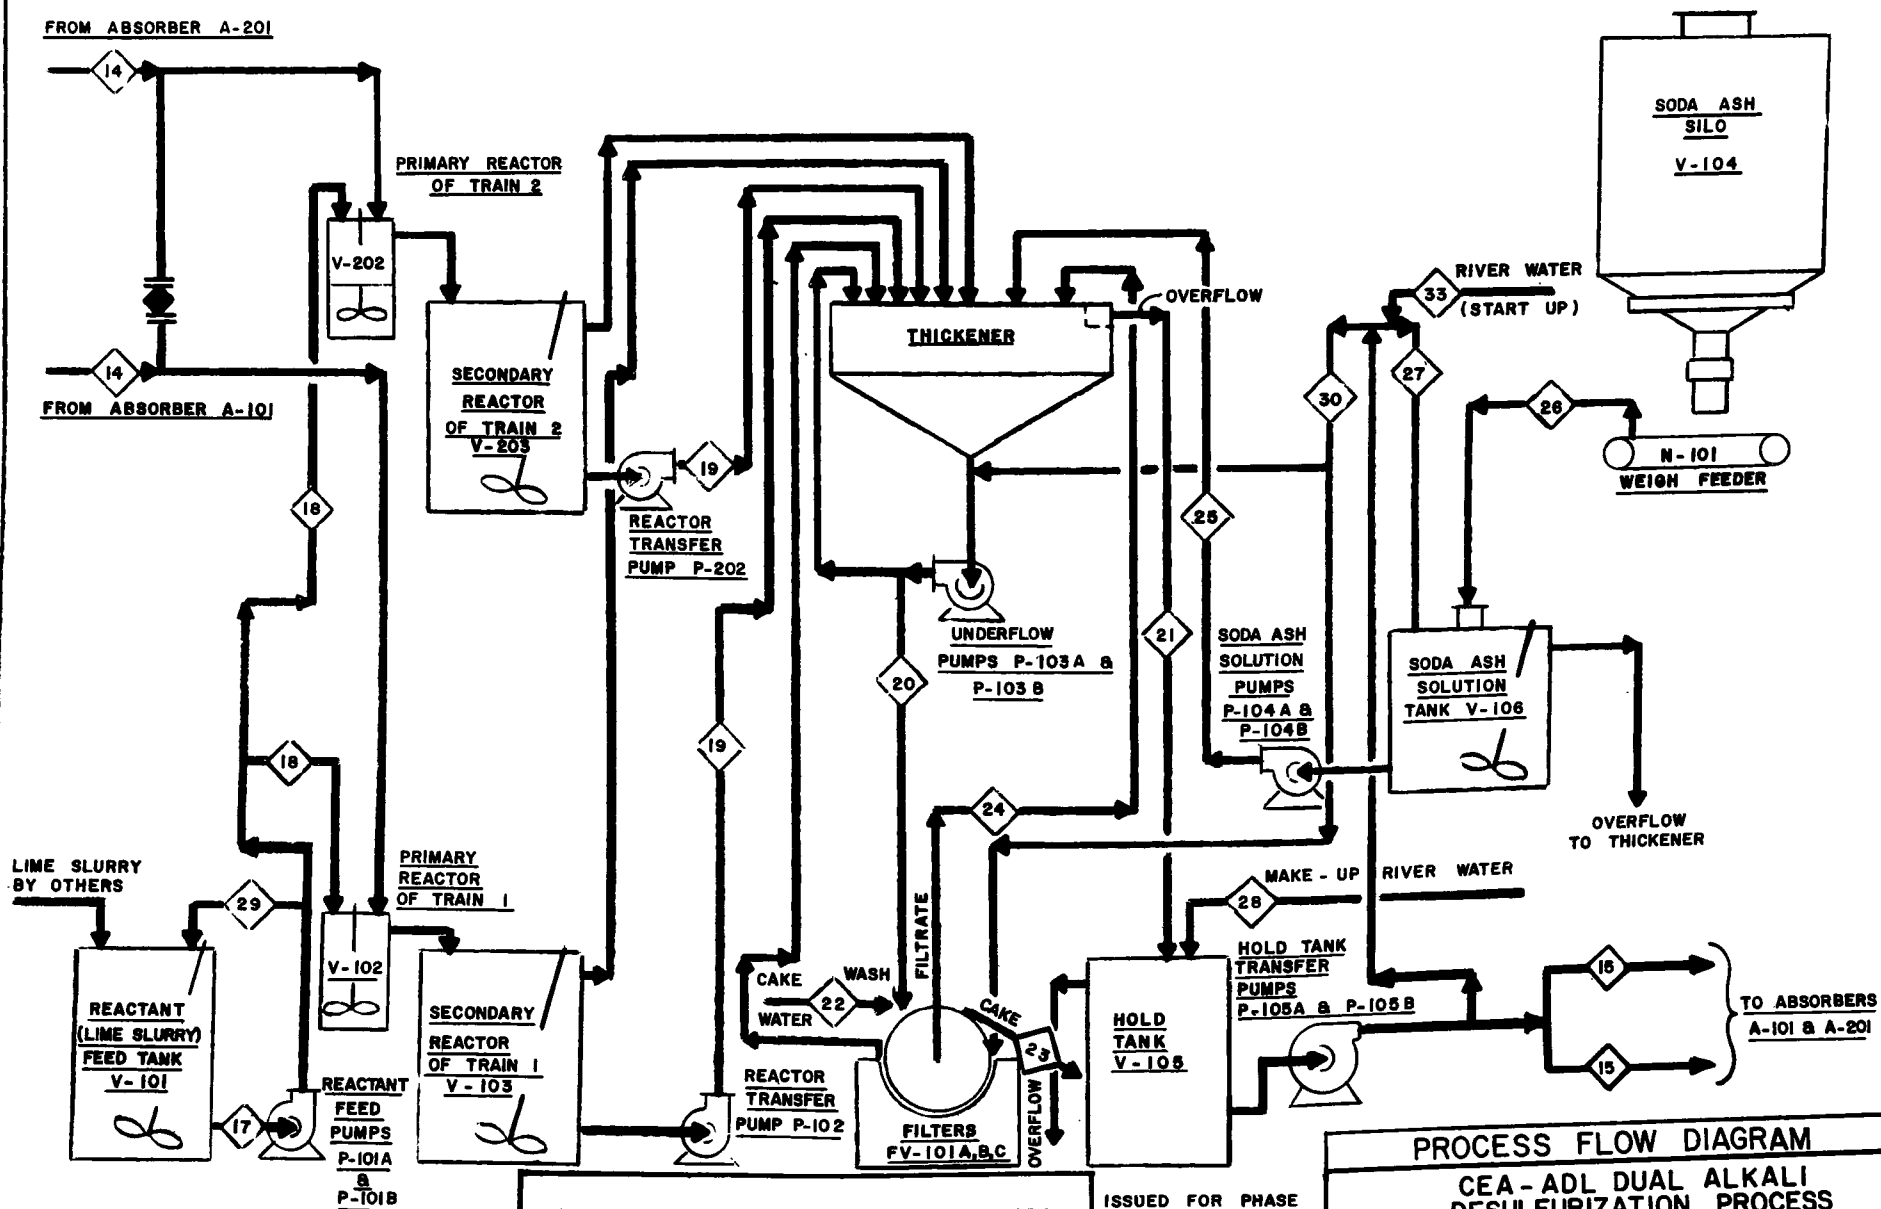 FROM ABSORBER A-201
14
PRIMARY REACTOR
OF TRAIN 2
V-202
14
FROM ABSORBER A-101
SECONDARY
REACTOR
OF TRAIN 2
V-203
19
REACTOR
TRANSFER
PUMP P-202
18
18
THICKENER
OVERFLOW
SODA ASH
SILO
V-104
33
RIVER WATER
(START UP)
30
27
26
N-101
WEIGH FEEDER
25
21
UNDERFLOW
PUMPS P-103A &
P-103B
20
19
24
SODA ASH
SOLUTION
PUMPS
P-104A &
P-104B
SODA ASH
SOLUTION
TANK V-106
OVERFLOW
TO THICKENER
LIME SLURRY
BY OTHERS
29
PRIMARY
REACTOR
OF TRAIN 1
V-102
REACTANT
(LIME SLURRY)
FEED TANK
V-101
17
REACTANT
FEED
PUMPS
P-101A
&
P-101B
SECONDARY
REACTOR
OF TRAIN 1
V-103
REACTOR
TRANSFER
PUMP P-102
CAKE WASH
22
WATER
FILTRATE
CAKE
23
OVERFLOW
FILTERS
FV-101A,B,C
MAKE-UP RIVER WATER
28
HOLD
TANK
V-105
HOLD TANK
TRANSFER
PUMPS
P-105A & P-105B
15
15
TO ABSORBERS
A-101 & A-201
PROCESS FLOW DIAGRAM
CEA-ADL DUAL ALKALI
DESULFURIZATION PROCESS
ISSUED FOR PHASE